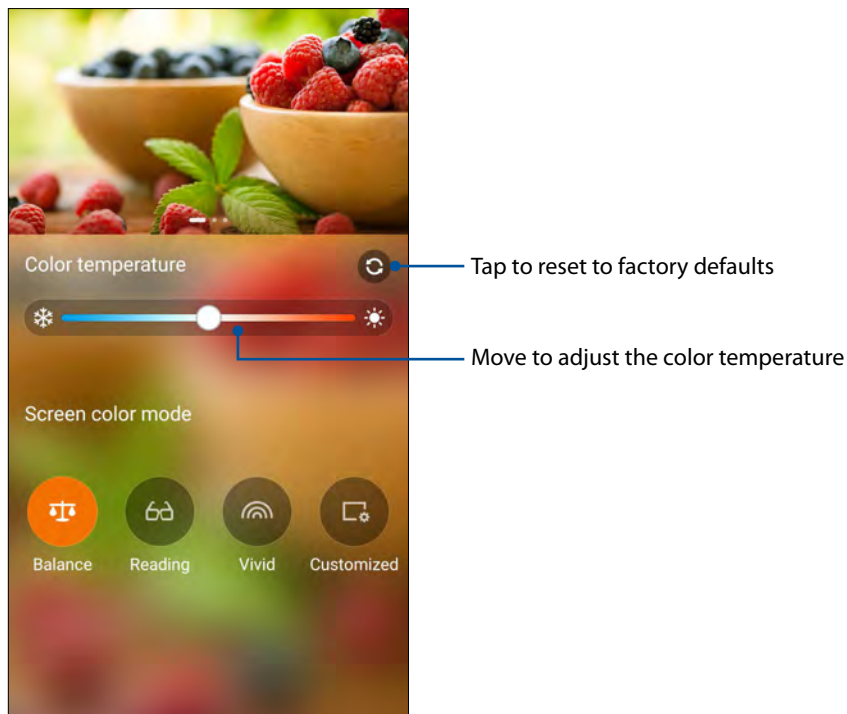 Color temperature
Tap to reset to factory defaults
Move to adjust the color temperature
Screen color mode
Balance Reading Vivid Customized